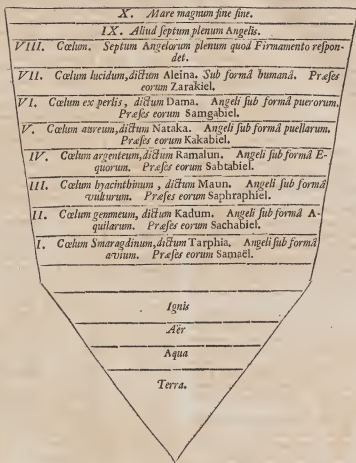 X. Mare magnum sine fine.
IX. Aliud septum plenum Angelis.
VIII. Cœlum. Septum Angelorum plenum quod Firmamento respon-
det.
VII. Cœlum lucidum, dictum Aleina. Sub formâ humanâ. Præses
eorum Zarakiel.
VI. Cœlum ex perlis, dictum Dama. Angeli sub formâ puerorum.
Præses eorum Samgabiel.
V. Cœlum aureum, dictum Nataka. Angeli sub formâ puellarum.
Præses eorum Kakabiel.
IV. Cœlum argenteum, dictum Ramalun. Angeli sub formâ E-
quorum. Præses eorum Sabtabiel.
III. Cœlum hyacinthinum, dictum Maun. Angeli sub formâ
vulturum. Præses eorum Saphraphiel.
II. Cœlum gemmeum, dictum Kadum. Angeli sub formâ A-
quilarum. Præses eorum Sachabiel.
I. Cœlum Smaragdinum, dictum Tarphia. Angeli sub formâ
avium. Præses eorum Samaël.
Ignis
Aër
Aqua
Terra.